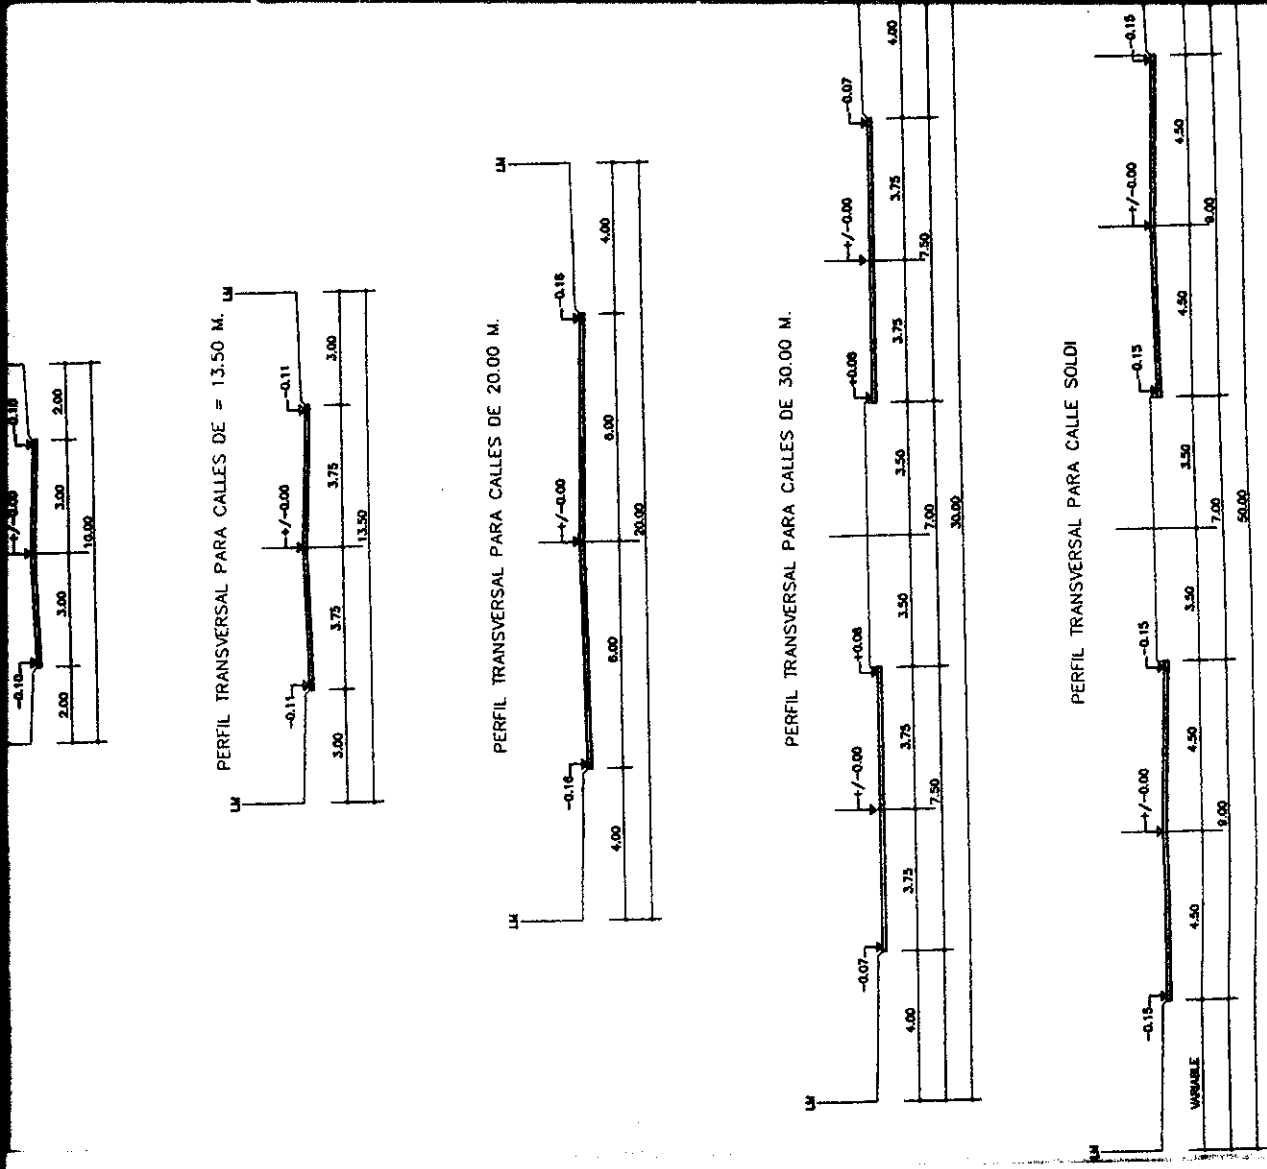 -0.10 +/-0.00 -0.10
2.00 3.00 3.00 2.00
10.00
PERFIL TRANSVERSAL PARA CALLES DE = 13.50 M.
LM LM
-0.11 +/-0.00 -0.11
3.00 3.75 3.75 3.00
13.50
PERFIL TRANSVERSAL PARA CALLES DE 20.00 M.
LM LM
-0.16 +/-0.00 -0.16
4.00 6.00 6.00 4.00
20.00
PERFIL TRANSVERSAL PARA CALLES DE 30.00 M.
LM
-0.07 +/-0.00 +0.08 +0.08 +/-0.00 -0.07
4.00 3.75 3.75 3.50 3.50 3.75 3.75 4.00
7.50 7.00 7.50
30.00
PERFIL TRANSVERSAL PARA CALLE SOLDI
LM
-0.15 +/-0.00 -0.15 -0.15 +/-0.00 -0.15
VARIABLE 4.50 4.50 3.50 3.50 4.50 4.50
9.00 7.00 9.00
50.00